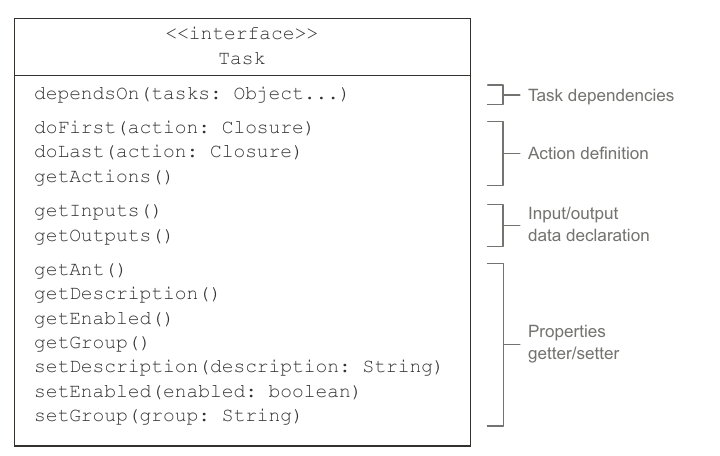 <<interface>>
Task
dependsOn(tasks: Object...)
doFirst(action: Closure)
doLast(action: Closure)
getActions()
getInputs()
getOutputs()
getAnt()
getDescription()
getEnabled()
getGroup()
setDescription(description: String)
setEnabled(enabled: boolean)
setGroup(group: String)
Task dependencies
Action definition
Input/output
data declaration
Properties
getter/setter